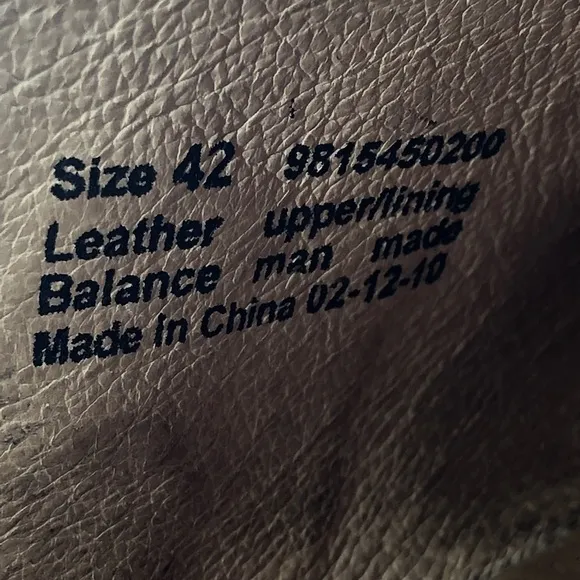 Size 42 9815450200
Leather upper/lining
Balance man made
Made in China 02-12-10